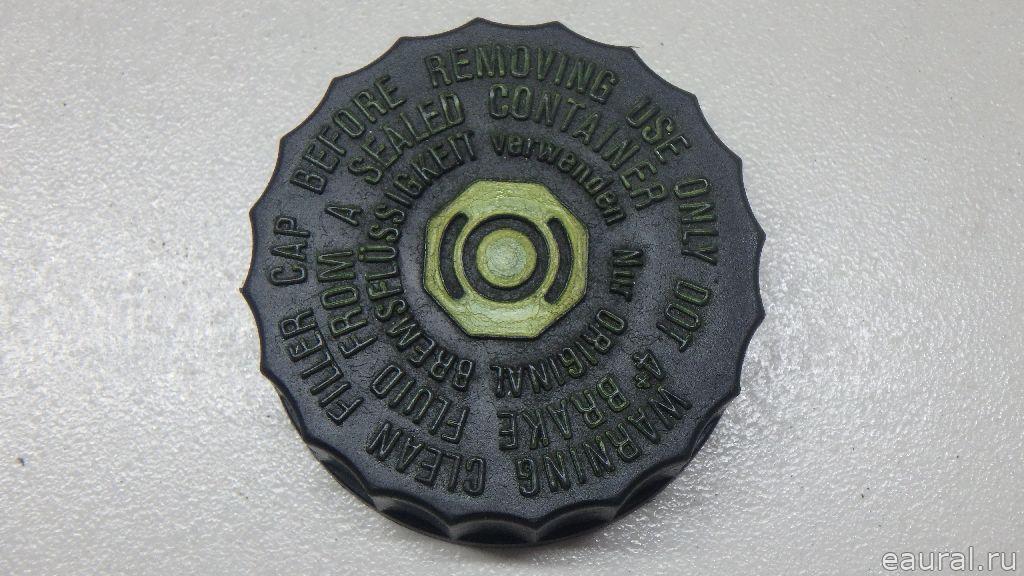 WARNING CLEAN FILLER CAP BEFORE REMOVING USE ONLY DOT 4+
BRAKE FLUID FROM A SEALED CONTAINER
Nur ORIGINAL BREMSFLÜSSIGKEIT verwenden
eaural.ru